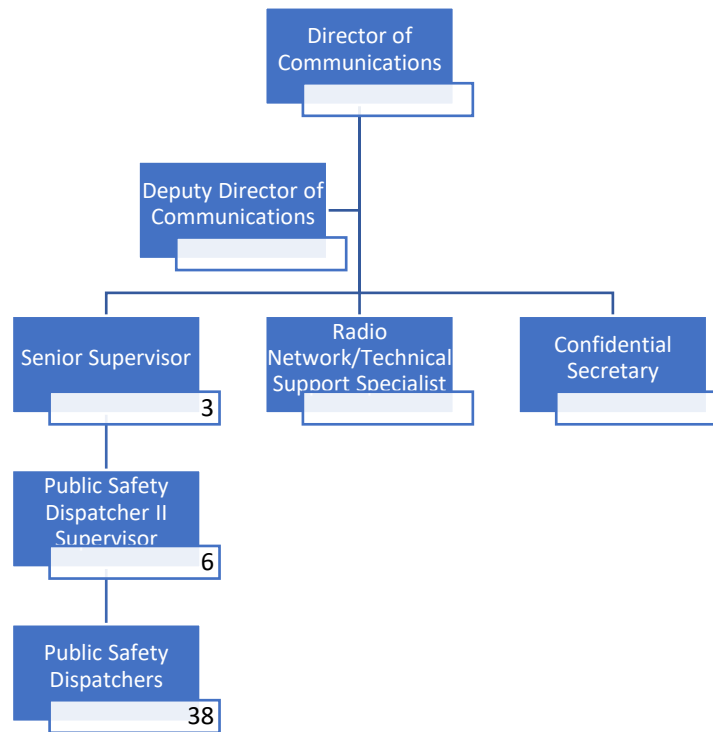 Director of
Communications
Deputy Director of
Communications
Senior Supervisor
3
Radio
Network/Technical
Support Specialist
Confidential
Secretary
Public Safety
Dispatcher II
Supervisor
6
Public Safety
Dispatchers
38